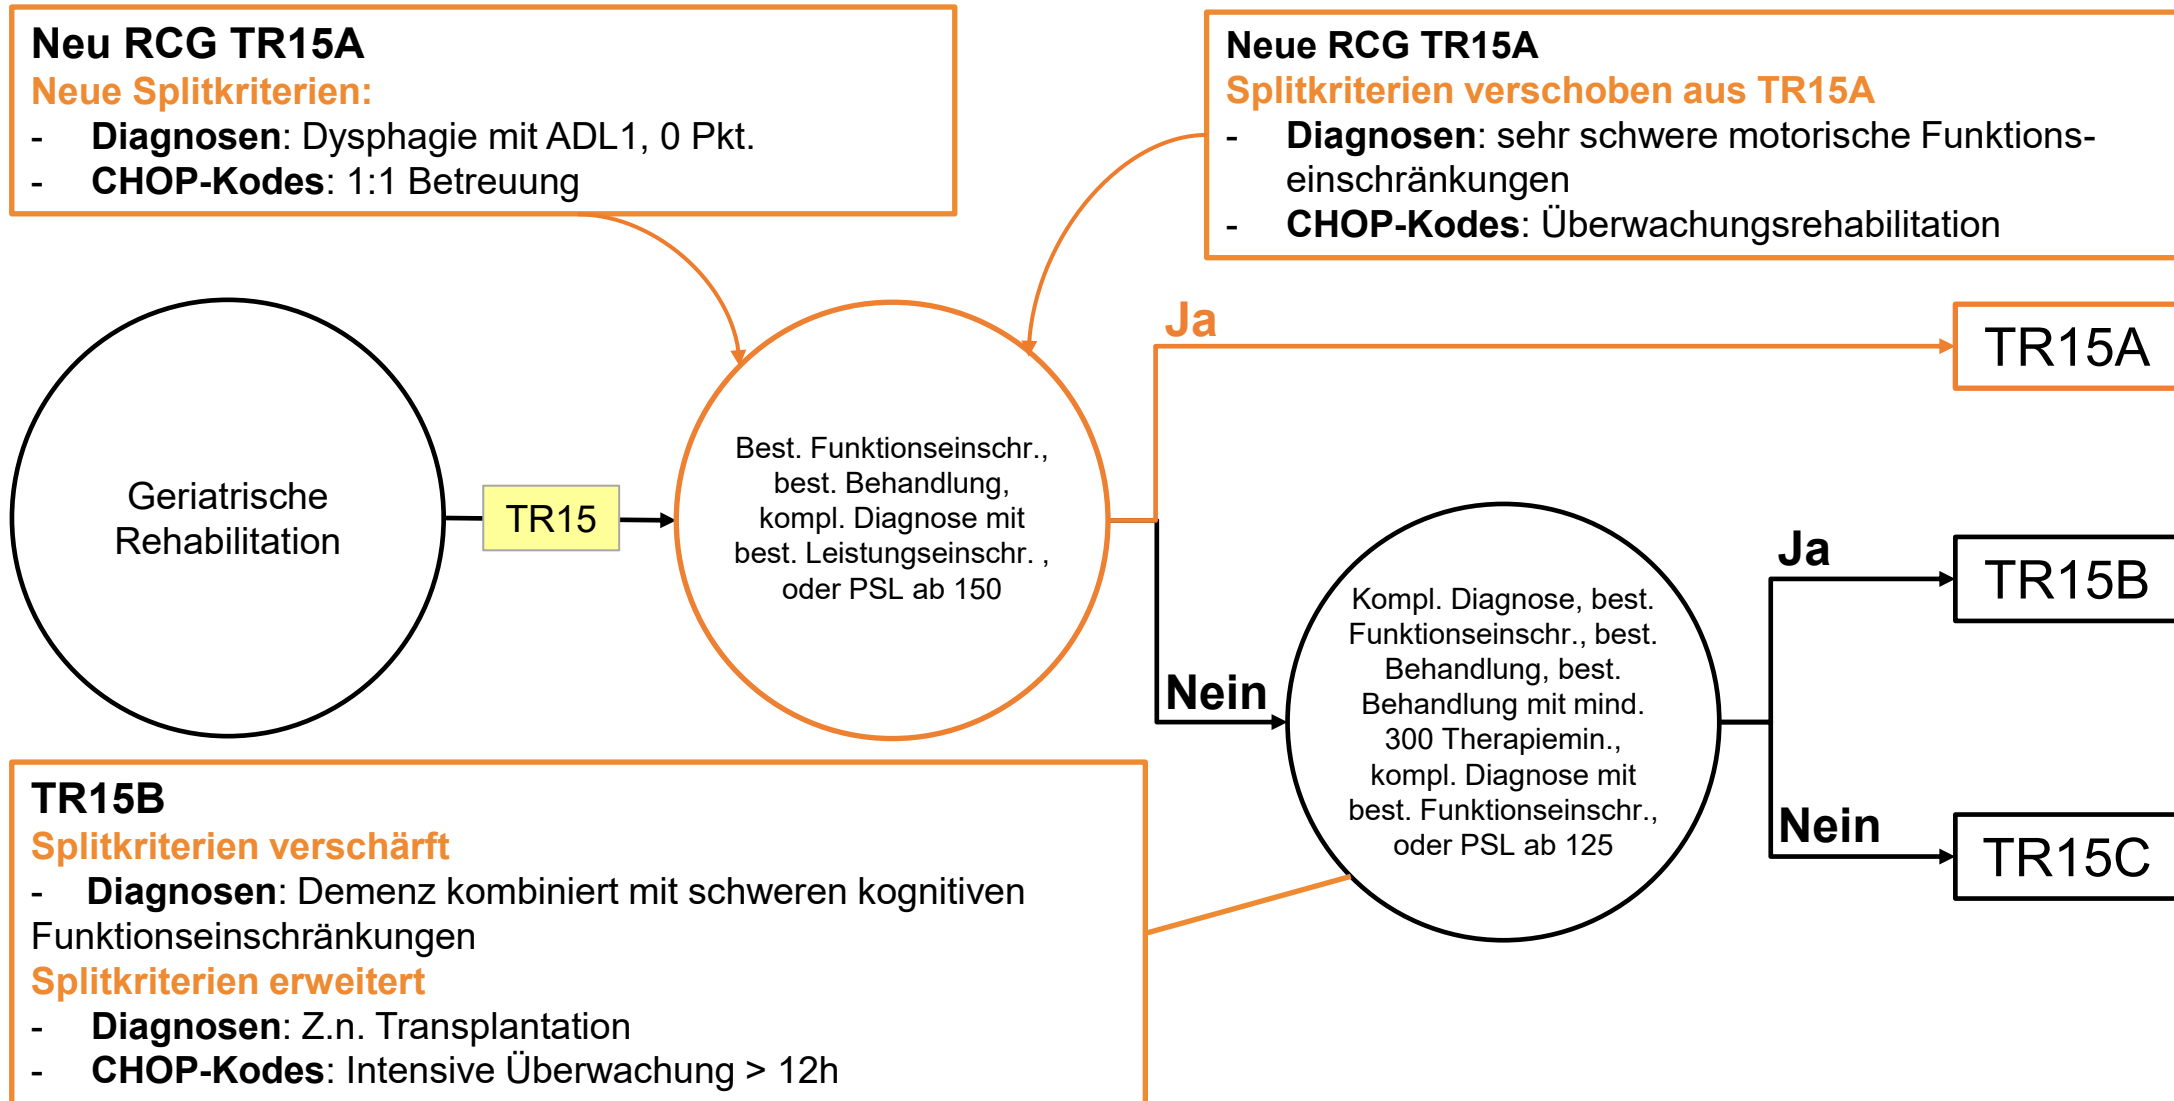 Neu RCG TR15A
Neue Splitkriterien:
- Diagnosen: Dysphagie mit ADL1, 0 Pkt.
- CHOP-Kodes: 1:1 Betreuung
Neue RCG TR15A
Splitkriterien verschoben aus TR15A
- Diagnosen: sehr schwere motorische Funktions-
einschränkungen
- CHOP-Kodes: Überwachungsrehabilitation
Geriatrische
Rehabilitation
TR15
Best. Funktionseinschr.,
best. Behandlung,
kompl. Diagnose mit
best. Leistungseinschr. ,
oder PSL ab 150
Ja
TR15A
Nein
Kompl. Diagnose, best.
Funktionseinschr., best.
Behandlung, best.
Behandlung mit mind.
300 Therapiemin.,
kompl. Diagnose mit
best. Funktionseinschr.,
oder PSL ab 125
Ja
TR15B
Nein
TR15C
TR15B
Splitkriterien verschärft
- Diagnosen: Demenz kombiniert mit schweren kognitiven
Funktionseinschränkungen
Splitkriterien erweitert
- Diagnosen: Z.n. Transplantation
- CHOP-Kodes: Intensive Überwachung > 12h